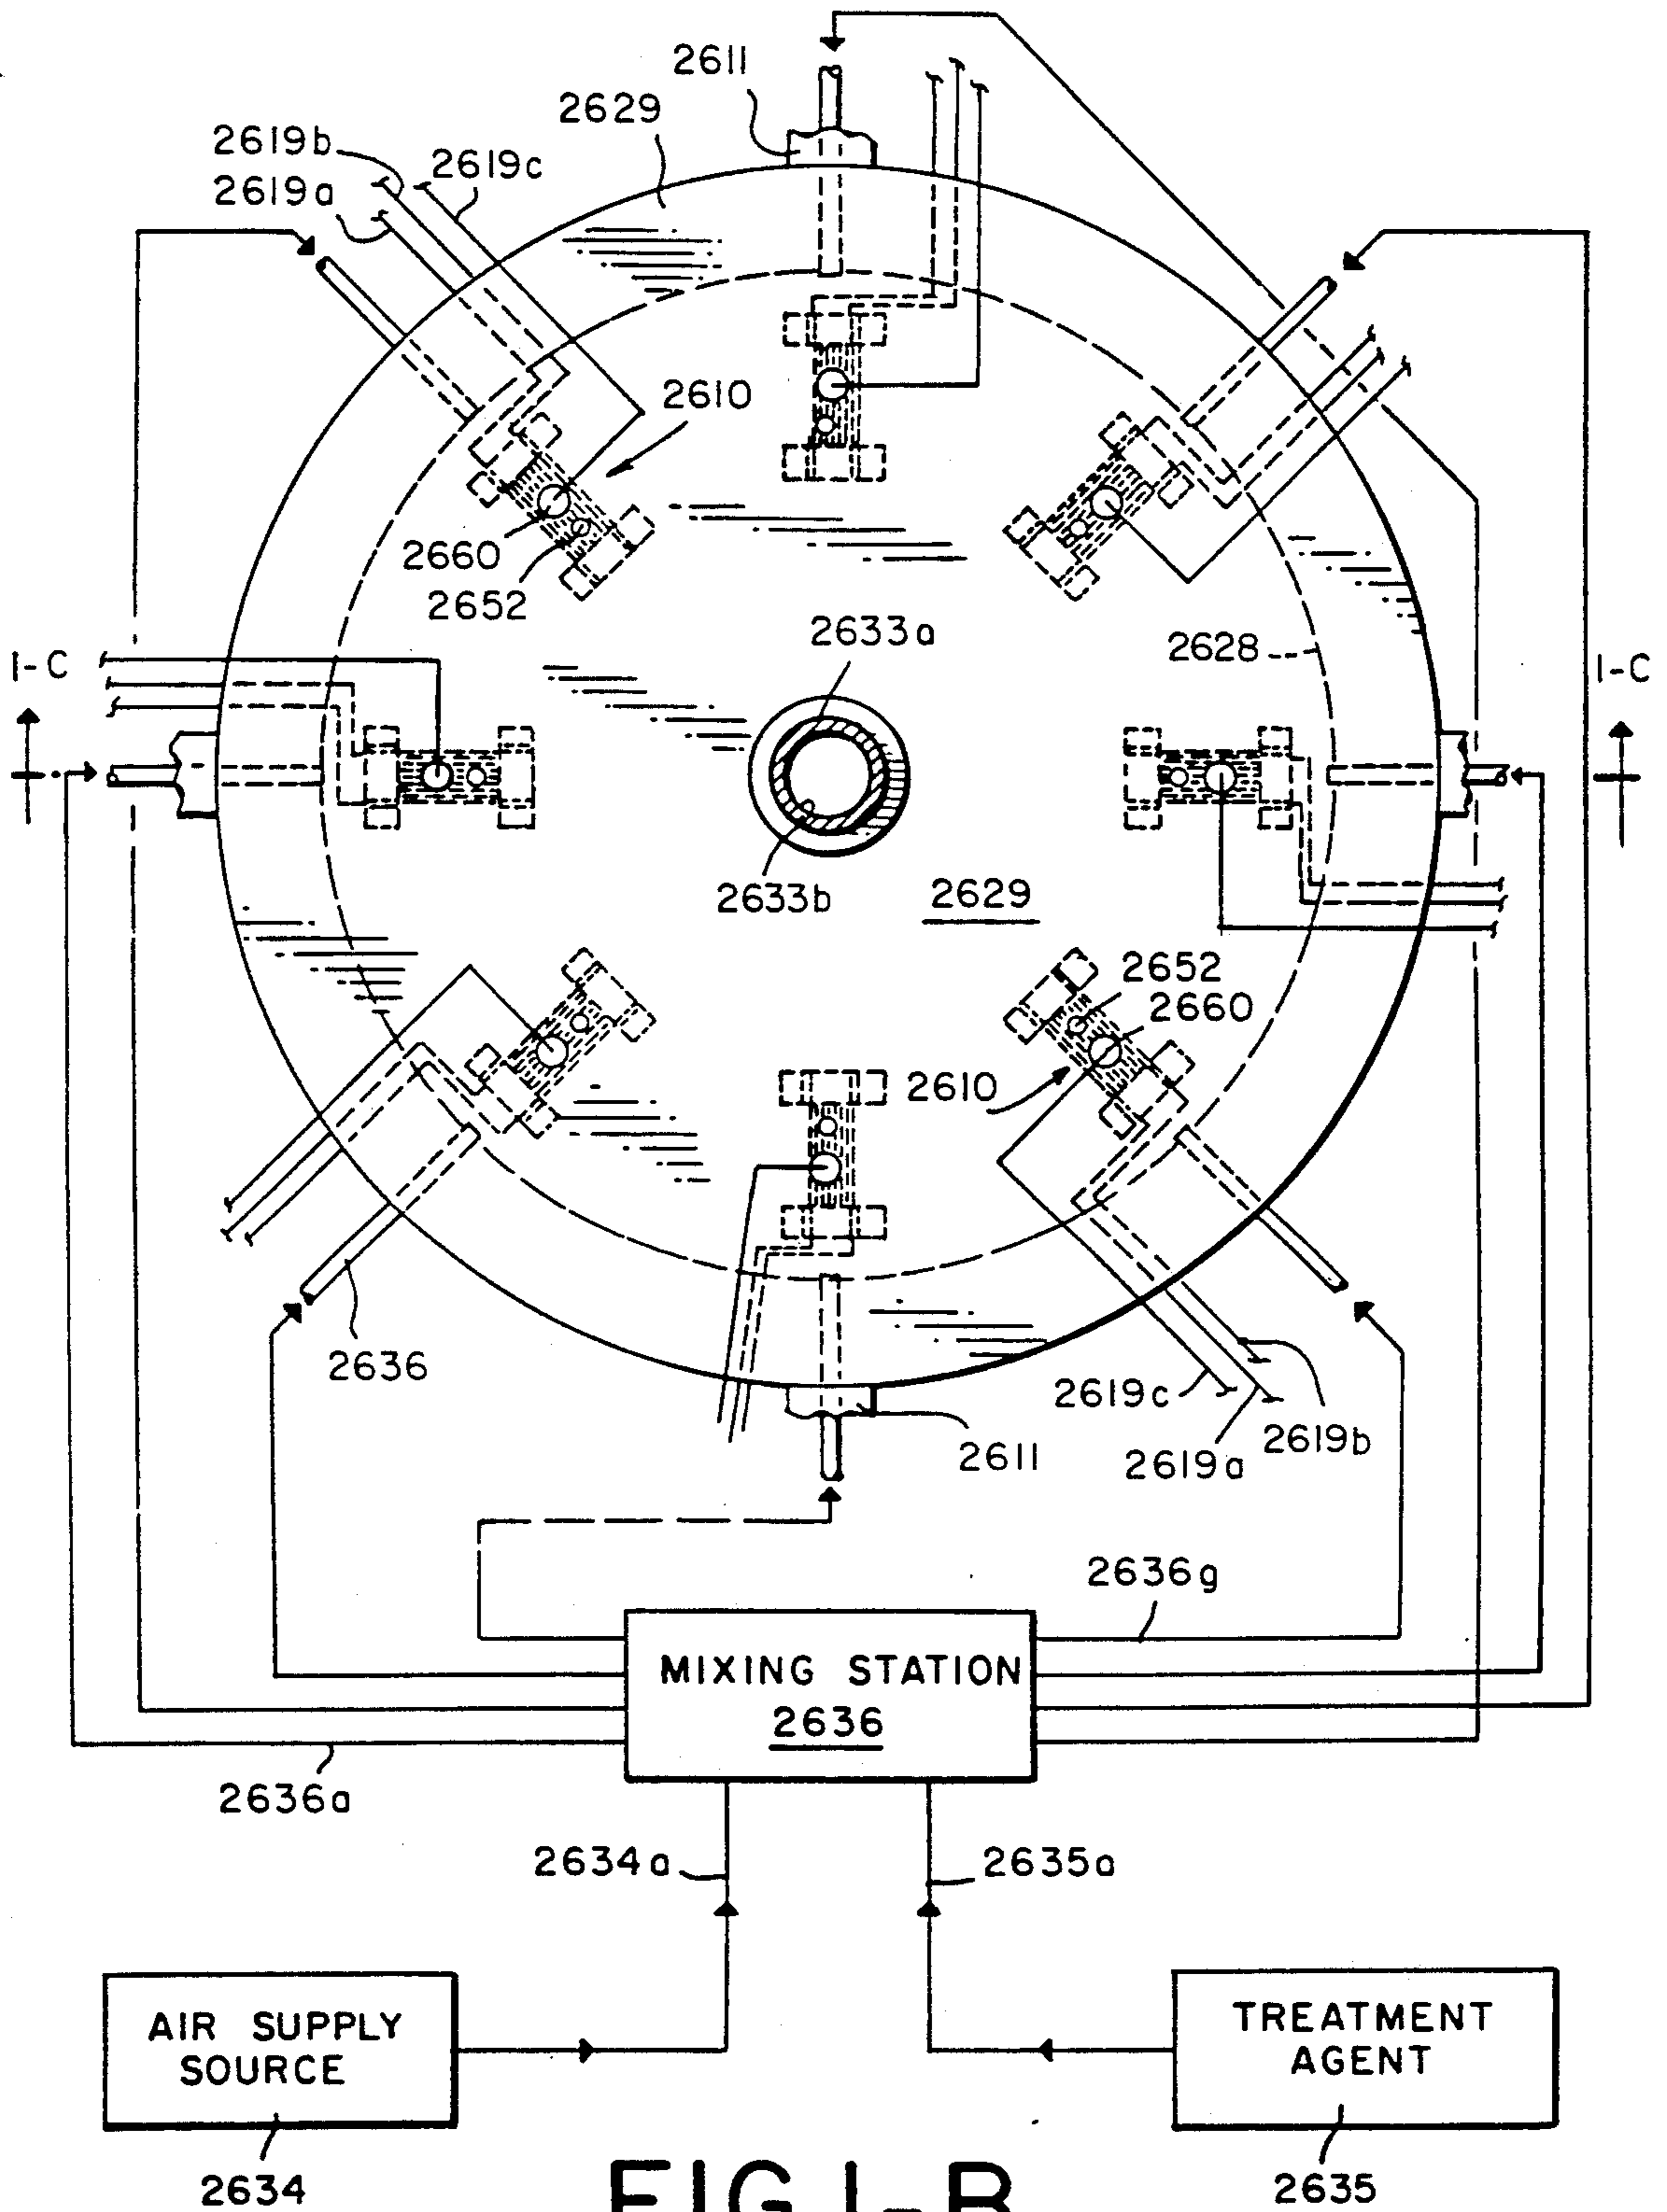 2611
2629
2619b
2619c
2619a
2610
2660
2652
2633a
2628
I-C
I-C
2633b
2629
2652
2660
2610
2636
2619c
2619b
2619a
2611
2636g
MIXING STATION
2636
2636a
2634a
2635a
AIR SUPPLY
SOURCE
TREATMENT
AGENT
2634
2635
FIG.I-B